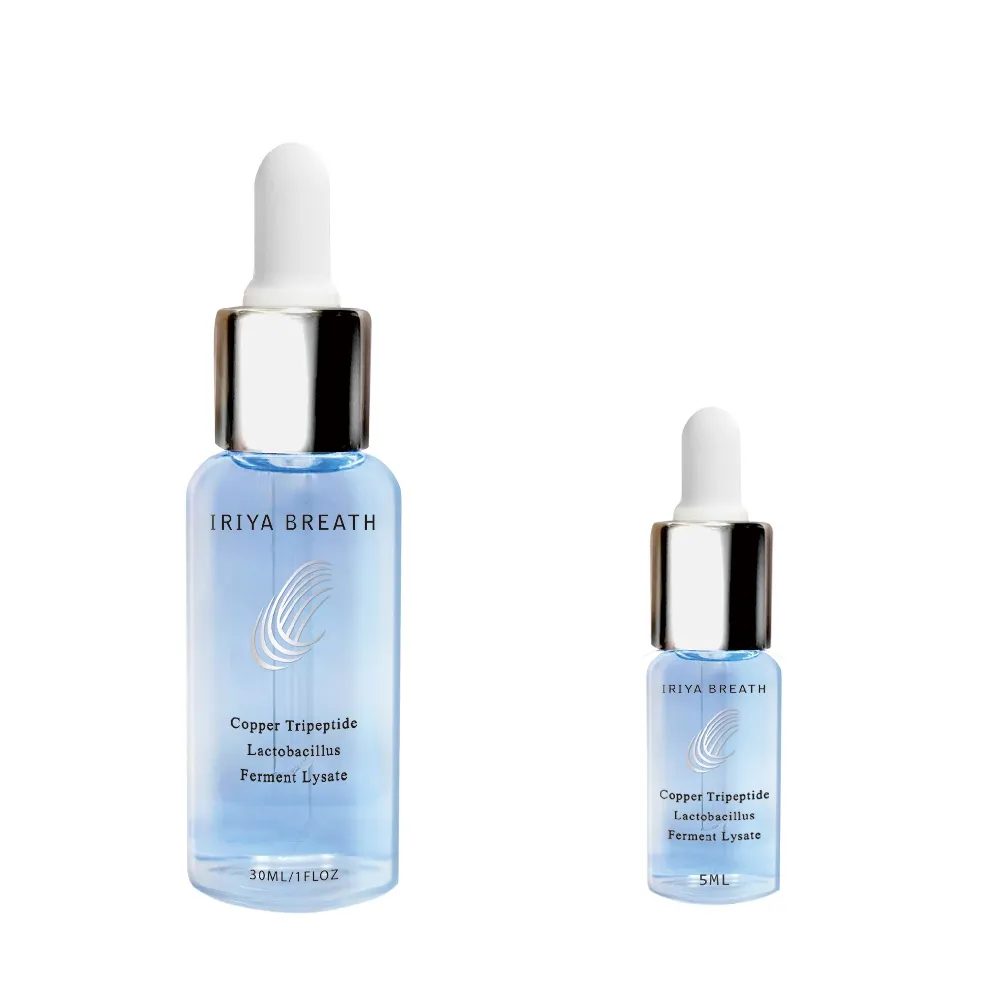 IRIYA BREATH
Copper Tripeptide
Lactobacillus
Ferment Lysate
30ML/1FLOZ
IRIYA BREATH
Copper Tripeptide
Lactobacillus
Ferment Lysate
5ML